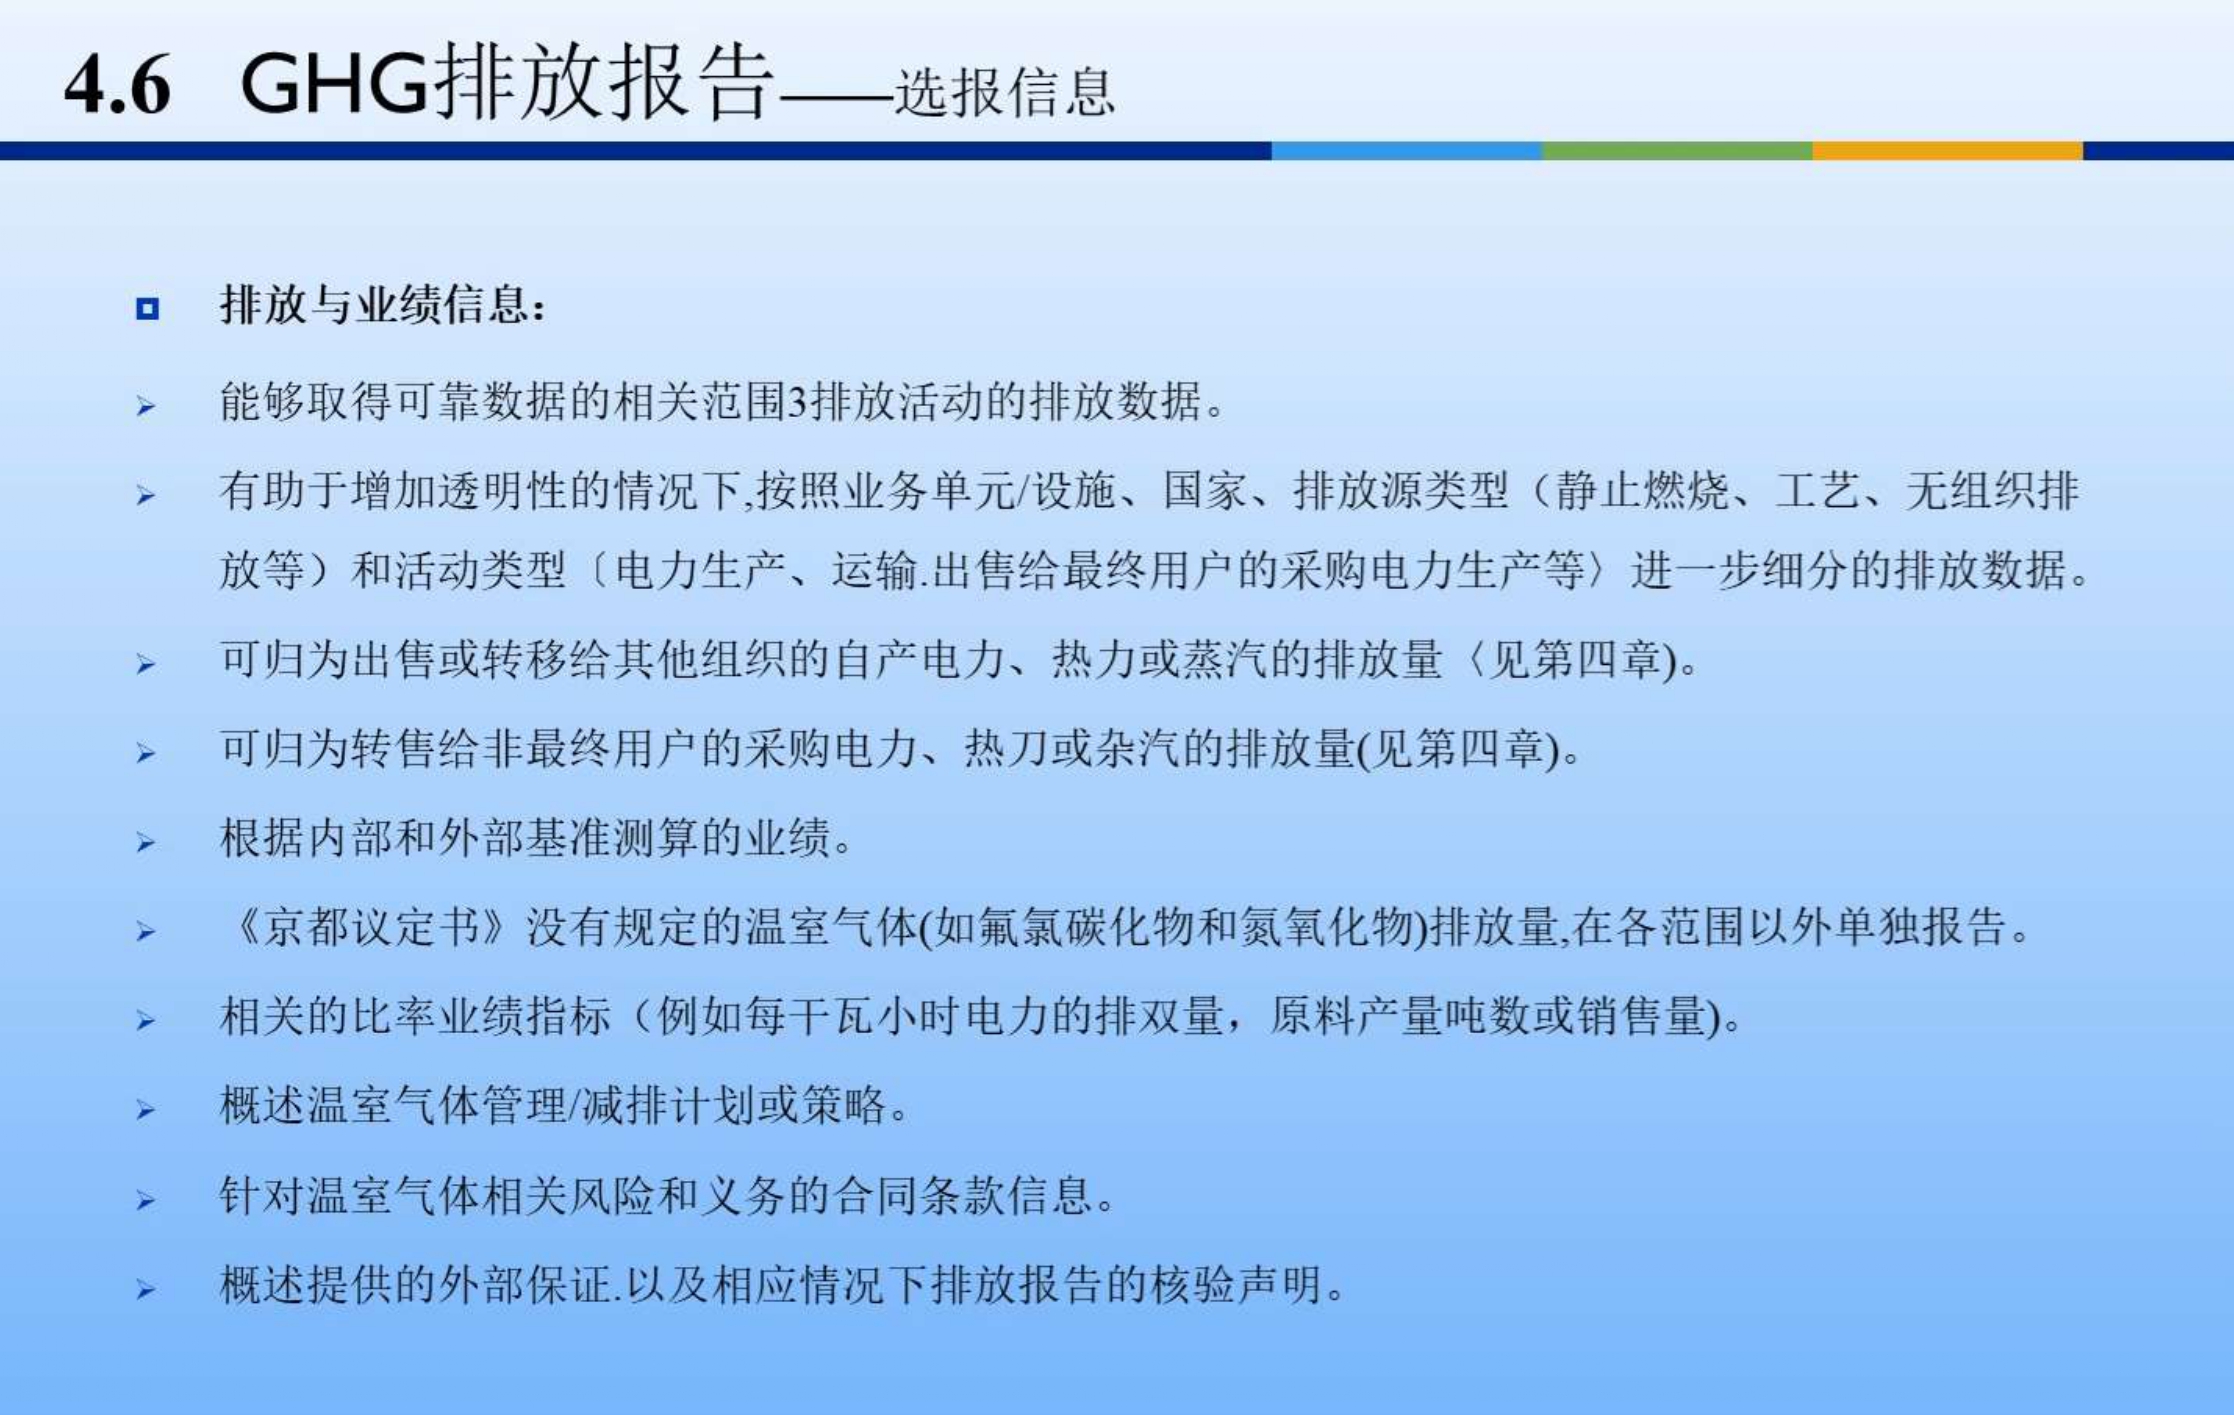 4.6 GHG排放报告——选报信息
排放与业绩信息：
能够取得可靠数据的相关范围3排放活动的排放数据。
有助于增加透明性的情况下,按照业务单元/设施、国家、排放源类型（静止燃烧、工艺、无组织排
放等）和活动类型〔电力生产、运输.出售给最终用户的采购电力生产等〉进一步细分的排放数据。
可归为出售或转移给其他组织的自产电力、热力或蒸汽的排放量〈见第四章)。
可归为转售给非最终用户的采购电力、热刀或杂汽的排放量(见第四章)。
根据内部和外部基准测算的业绩。
《京都议定书》没有规定的温室气体(如氟氯碳化物和氮氧化物)排放量,在各范围以外单独报告。
相关的比率业绩指标（例如每干瓦小时电力的排双量，原料产量吨数或销售量)。
概述温室气体管理/减排计划或策略。
针对温室气体相关风险和义务的合同条款信息。
概述提供的外部保证.以及相应情况下排放报告的核验声明。